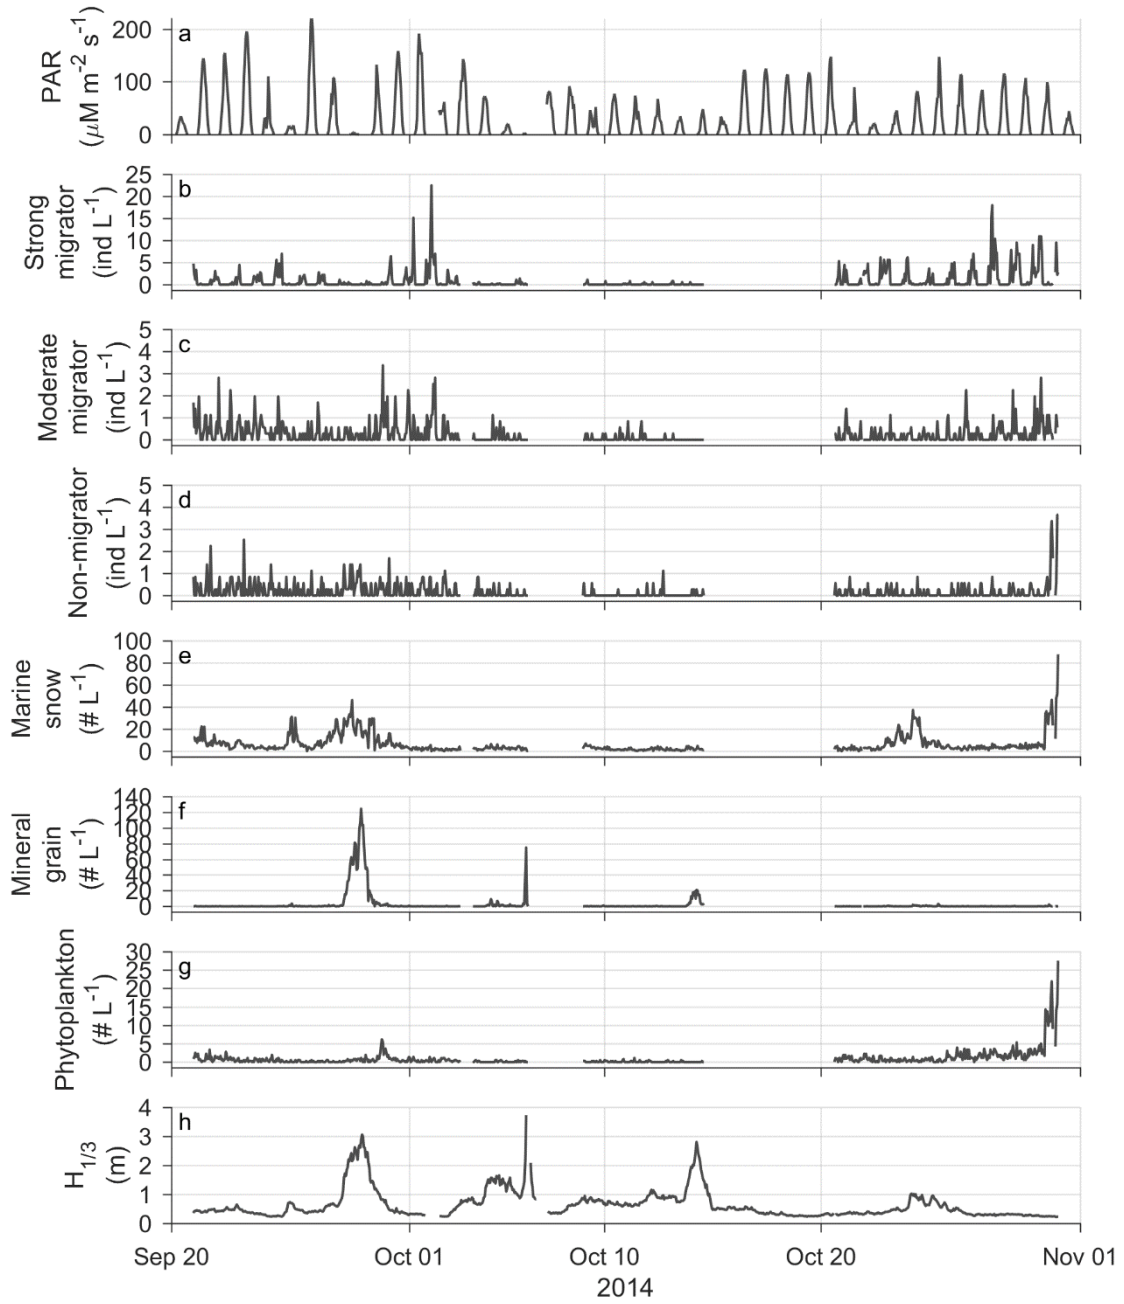 a
PAR
(μM m⁻² s⁻¹)
200
100
0
b
Strong
migrator
(ind L⁻¹)
25
20
15
10
5
0
c
Moderate
migrator
(ind L⁻¹)
5
4
3
2
1
0
d
Non-migrator
(ind L⁻¹)
5
4
3
2
1
0
e
Marine
snow
(# L⁻¹)
100
80
60
40
20
0
f
Mineral
grain
(# L⁻¹)
140
120
100
80
60
40
20
0
g
Phytoplankton
(# L⁻¹)
30
25
20
15
10
5
0
h
H₁/₃
(m)
4
3
2
1
0
Sep 20 Oct 01 Oct 10 Oct 20 Nov 01
2014